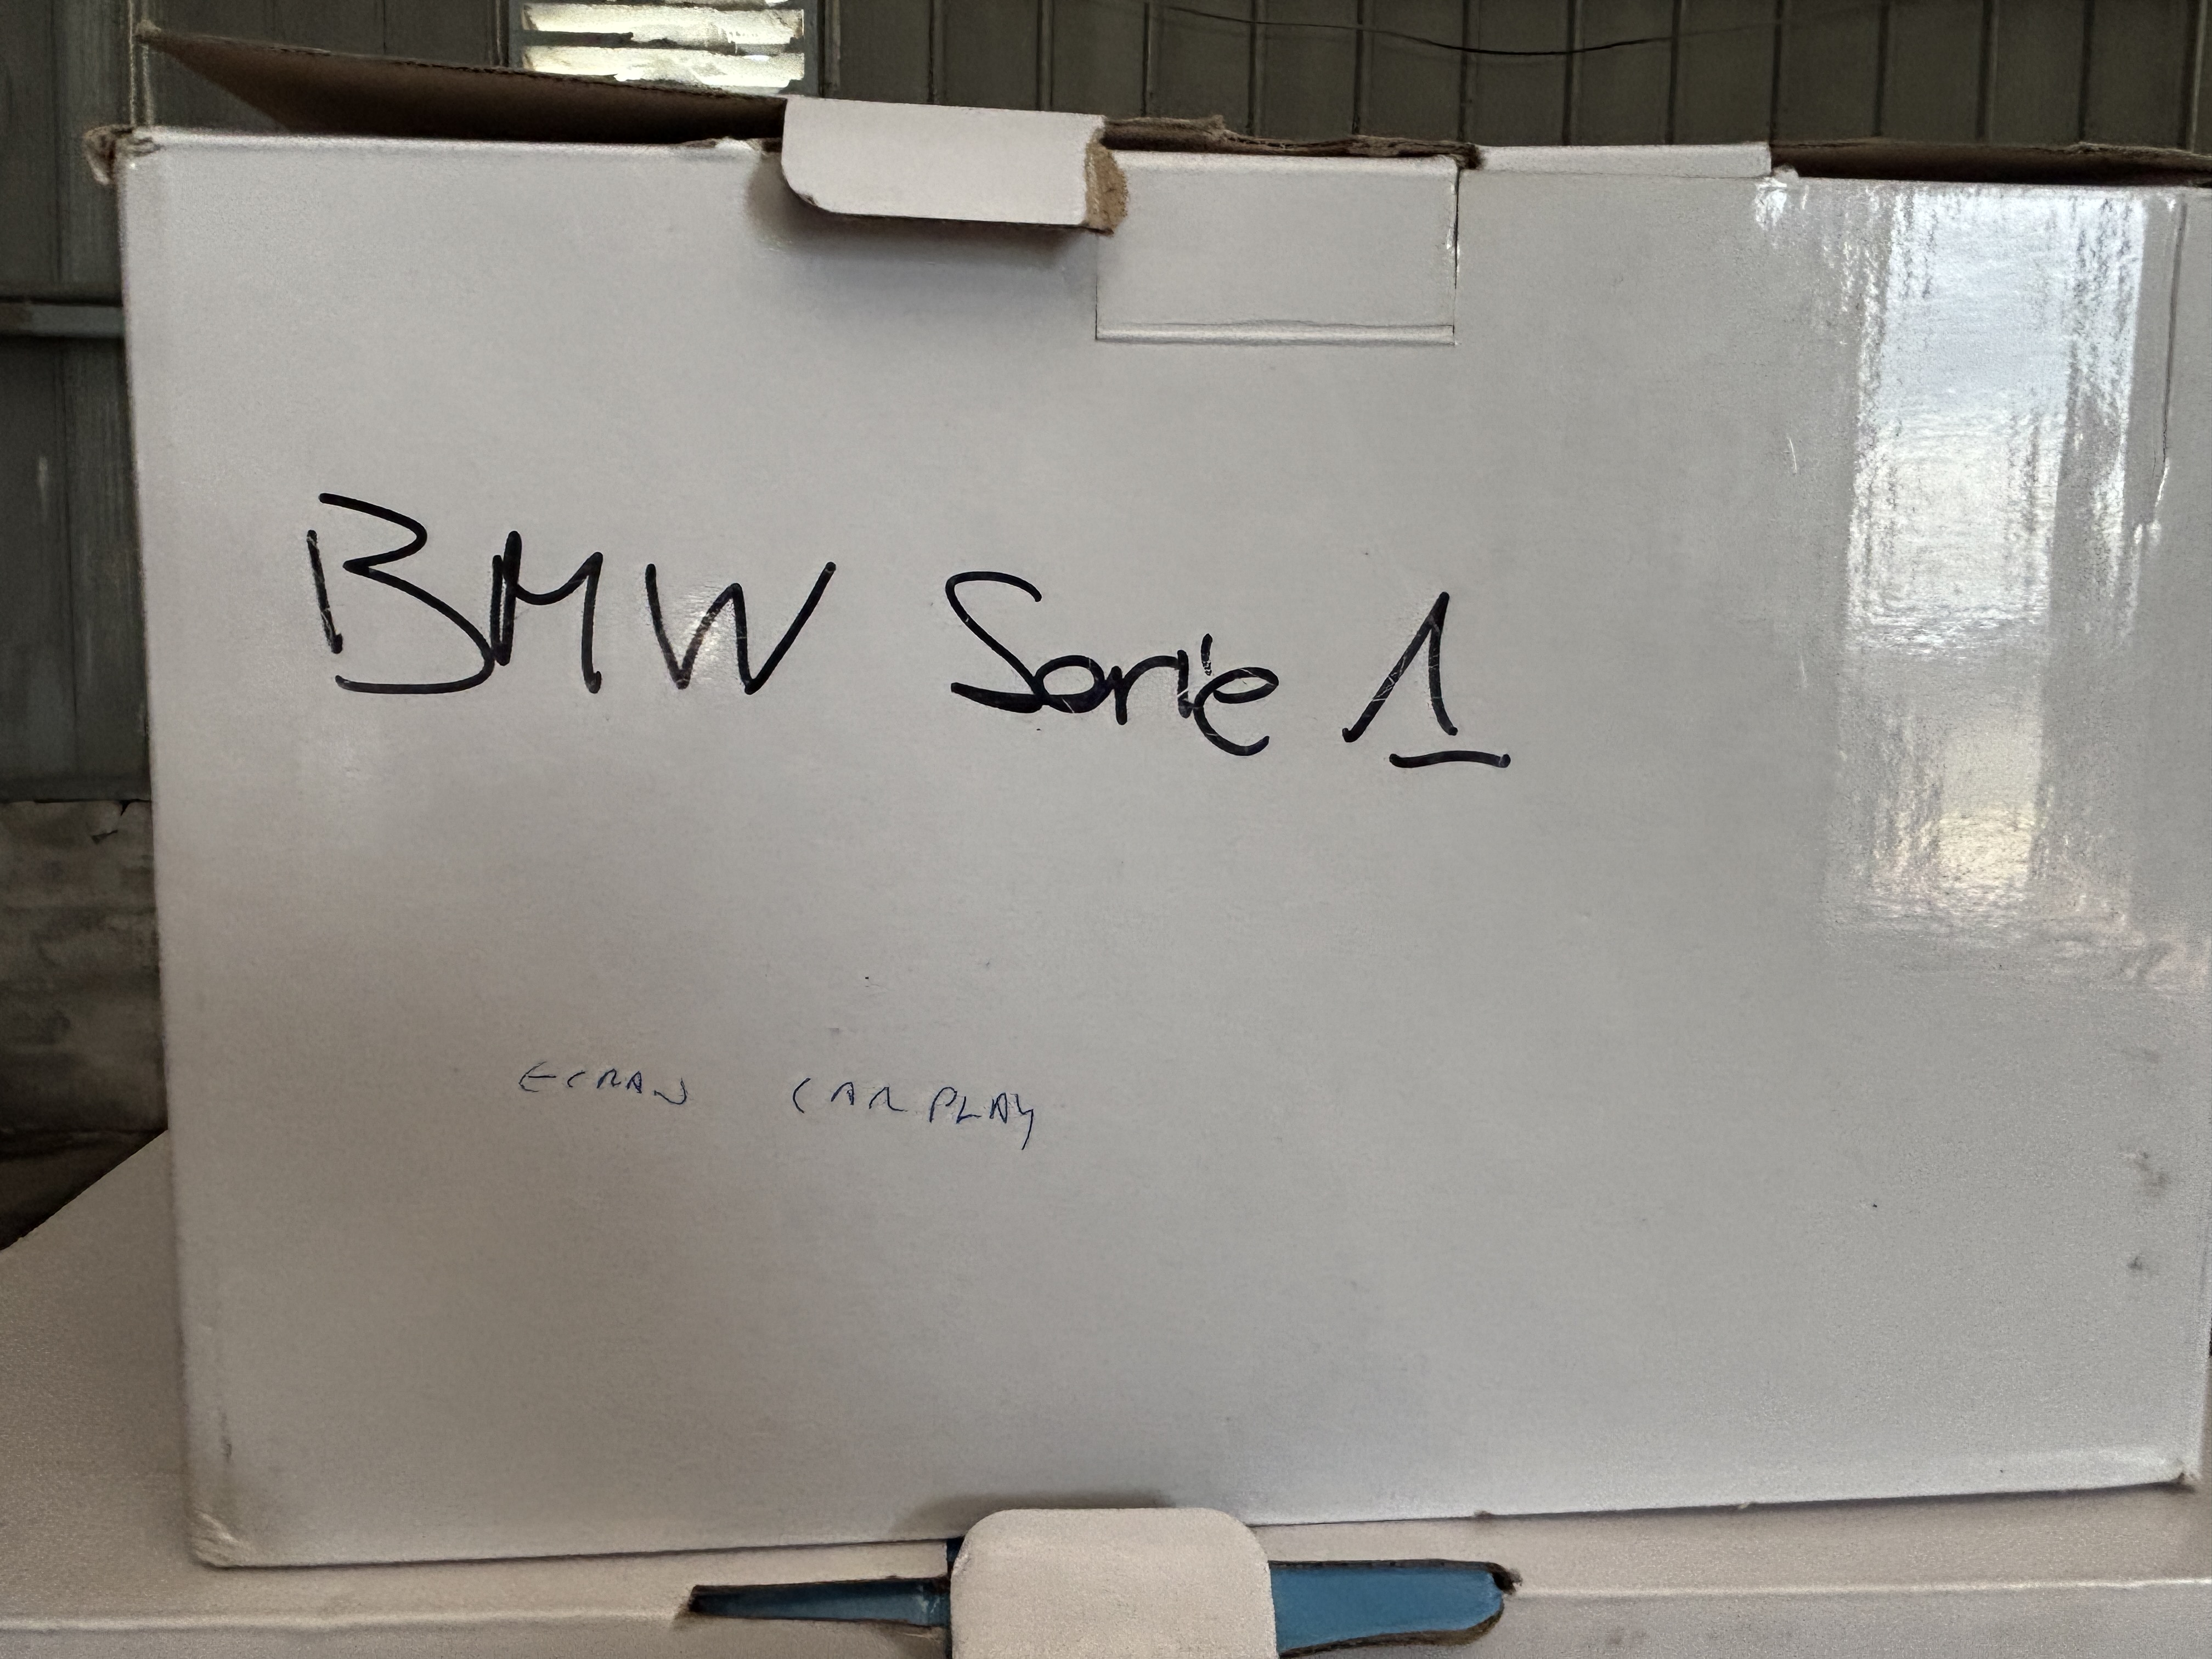 BMW Serie 1
ECRAN CARPLAY